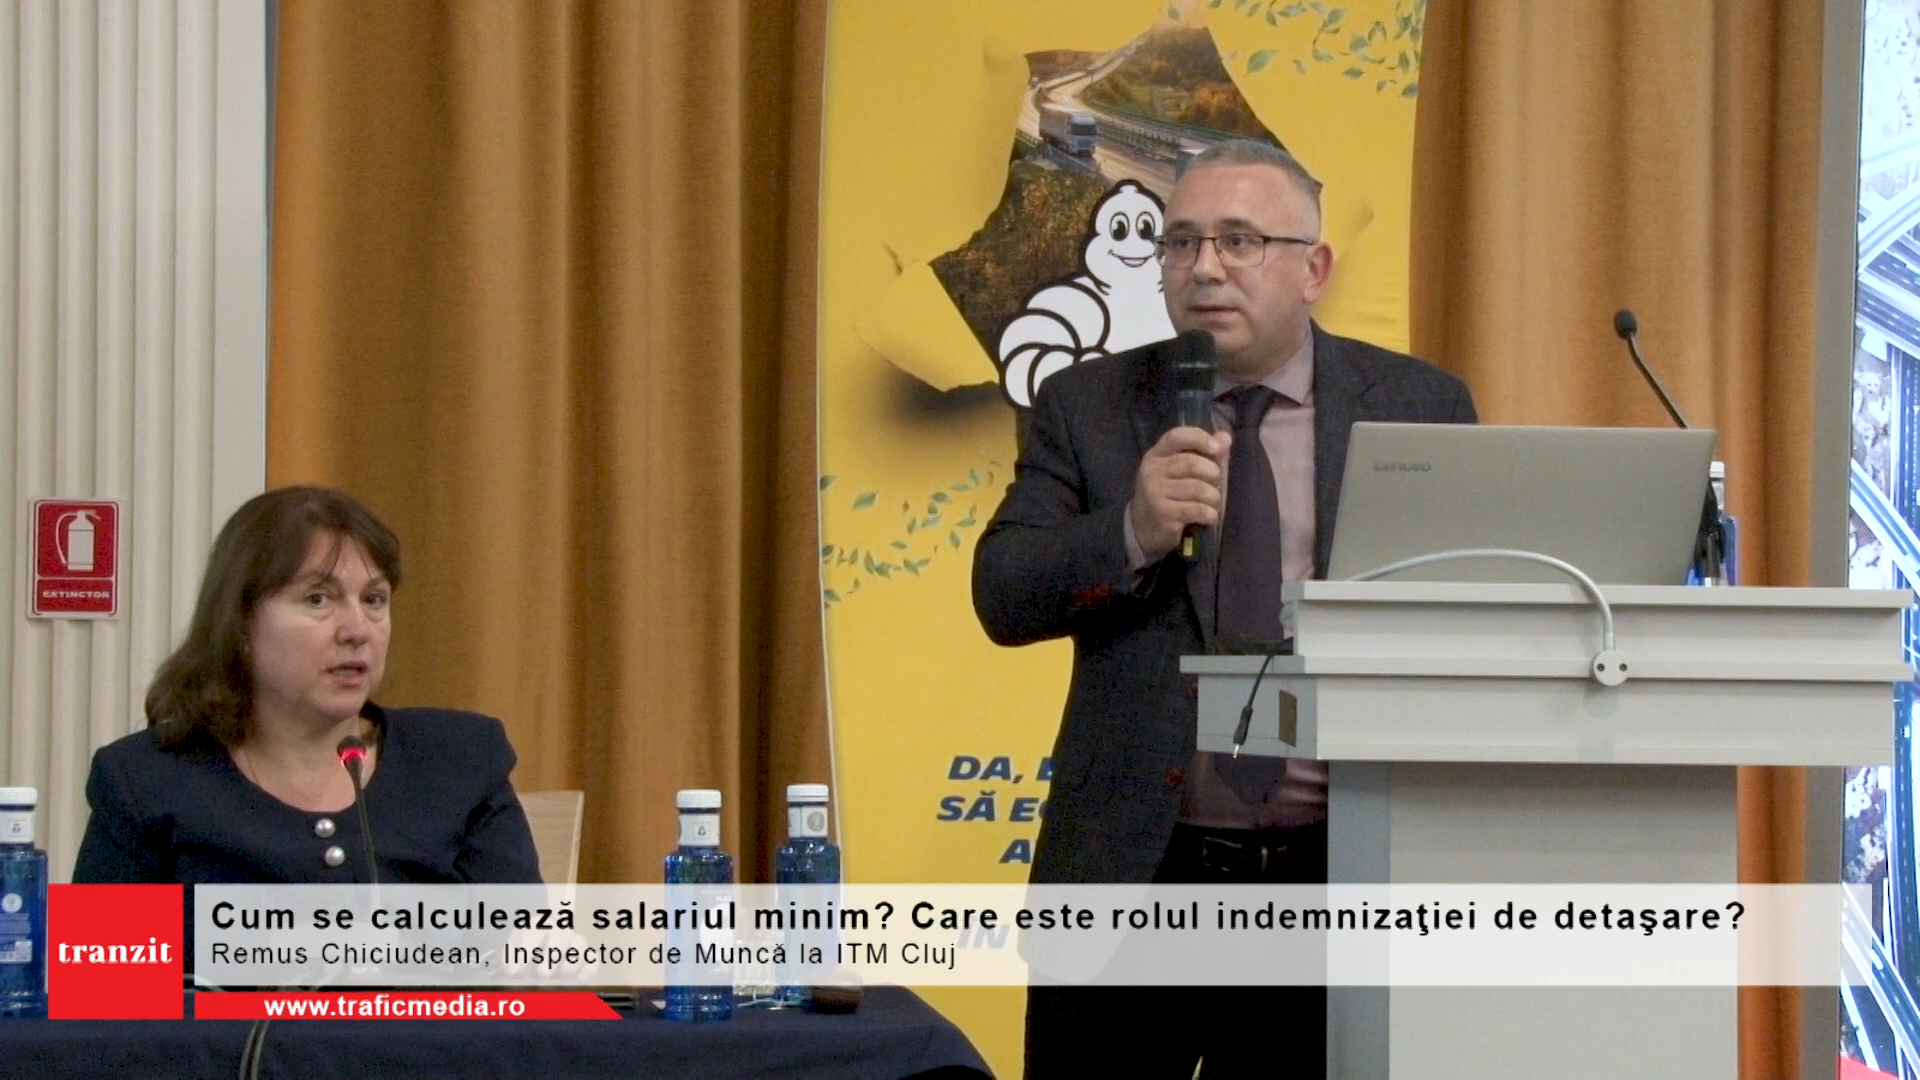 Lenovo
EXTINCTOR
DA,
SĂ
IN
tranzit
Cum se calculează salariul minim? Care este rolul indemnizaţiei de detaşare?
Remus Chiciudean, Inspector de Muncă la ITM Cluj
www.traficmedia.ro